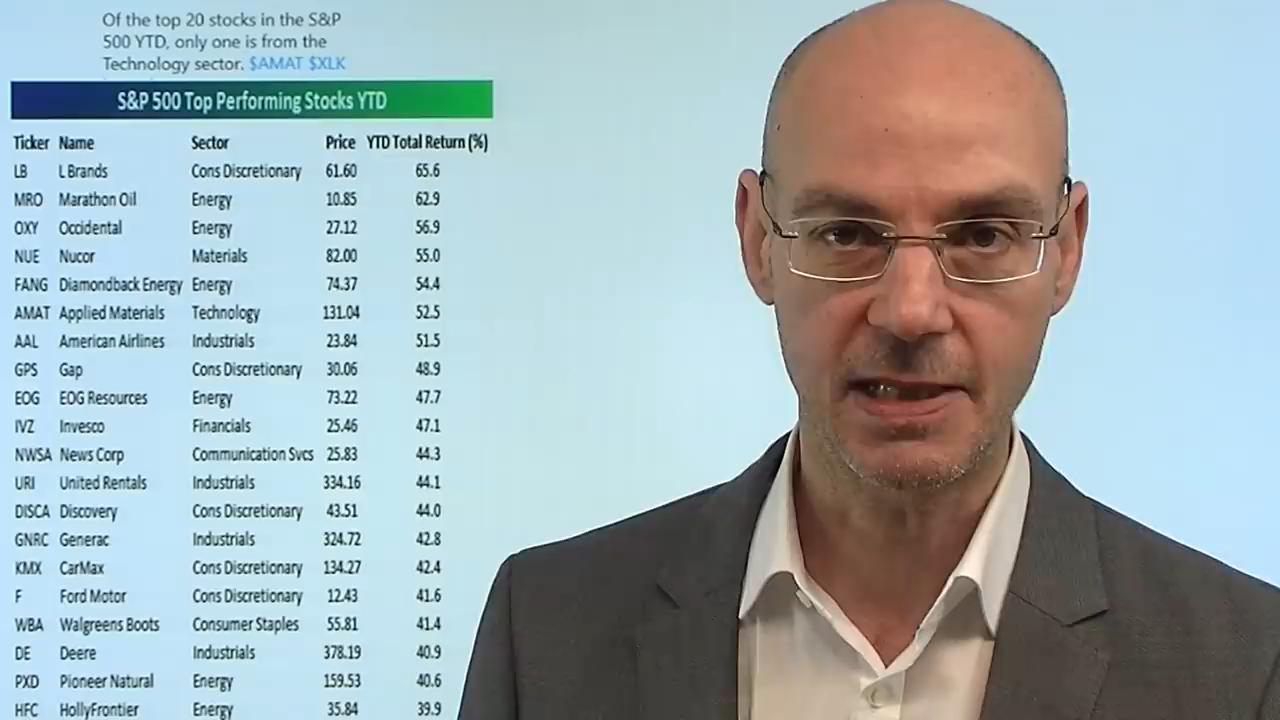 Of the top 20 stocks in the S&P
500 YTD, only one is from the
Technology sector. $AMAT $XLK
S&P 500 Top Performing Stocks YTD
Ticker Name Sector Price YTD Total Return (%)
LB L Brands Cons Discretionary 61.60 65.6
MRO Marathon Oil Energy 10.85 62.9
OXY Occidental Energy 27.12 56.9
NUE Nucor Materials 82.00 55.0
FANG Diamondback Energy Energy 74.37 54.4
AMAT Applied Materials Technology 131.04 52.5
AAL American Airlines Industrials 23.84 51.5
GPS Gap Cons Discretionary 30.06 48.9
EOG EOG Resources Energy 73.22 47.7
IVZ Invesco Financials 25.46 47.1
NWSA News Corp Communication Svcs 25.83 44.3
URI United Rentals Industrials 334.16 44.1
DISCA Discovery Cons Discretionary 43.51 44.0
GNRC Generac Industrials 324.72 42.8
KMX CarMax Cons Discretionary 134.27 42.4
F Ford Motor Cons Discretionary 12.43 41.6
WBA Walgreens Boots Consumer Staples 55.81 41.4
DE Deere Industrials 378.19 40.9
PXD Pioneer Natural Energy 159.53 40.6
HFC HollyFrontier Energy 35.84 39.9